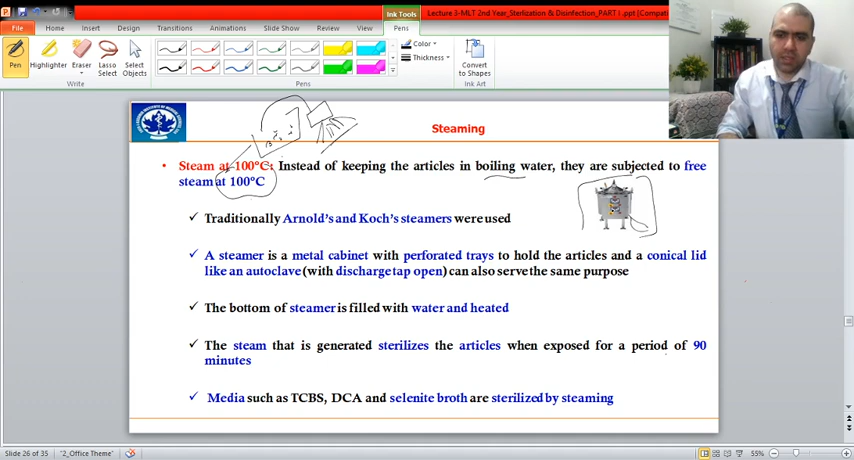 Ink Tools
Lecture 3-MLT 2nd Year_Sterlization & Disinfection_PART I .ppt [Compati
File Home Insert Design Transitions Animations Slide Show Review View Pens
Pen Highlighter Eraser Lasso Select Select Objects
Color
Thickness
Convert to Shapes
Write Pens Ink Art
Steaming
• Steam at 100°C: Instead of keeping the articles in boiling water, they are subjected to free
steam at 100°C
✓ Traditionally Arnold's and Koch's steamers were used
✓ A steamer is a metal cabinet with perforated trays to hold the articles and a conical lid
like an autoclave (with discharge tap open) can also serve the same purpose
✓ The bottom of steamer is filled with water and heated
✓ The steam that is generated sterilizes the articles when exposed for a period of 90
minutes
✓ Media such as TCBS, DCA and selenite broth are sterilized by steaming
Slide 26 of 35 "2_Office Theme" 55%